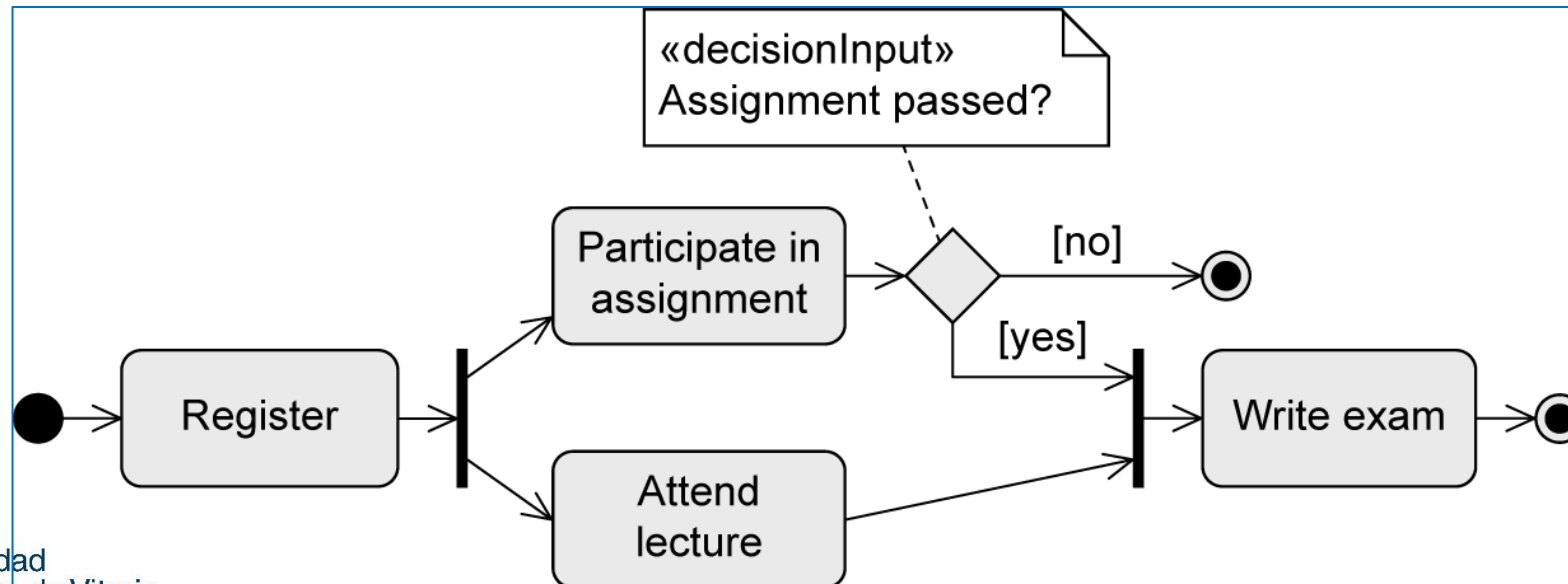 «decisionInput»
Assignment passed?
Participate in
assignment
[no]
[yes]
Register
Write exam
Attend
lecture
dad